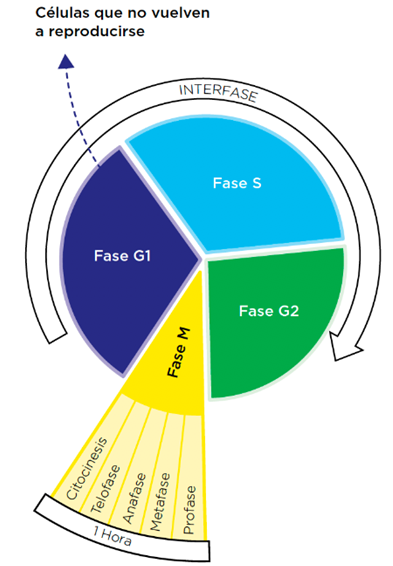 Células que no vuelven
a reproducirse
INTERFASE
Fase S
Fase G1
Fase G2
Fase M
Citocinesis
Telofase
Anafase
Metafase
Profase
1 Hora